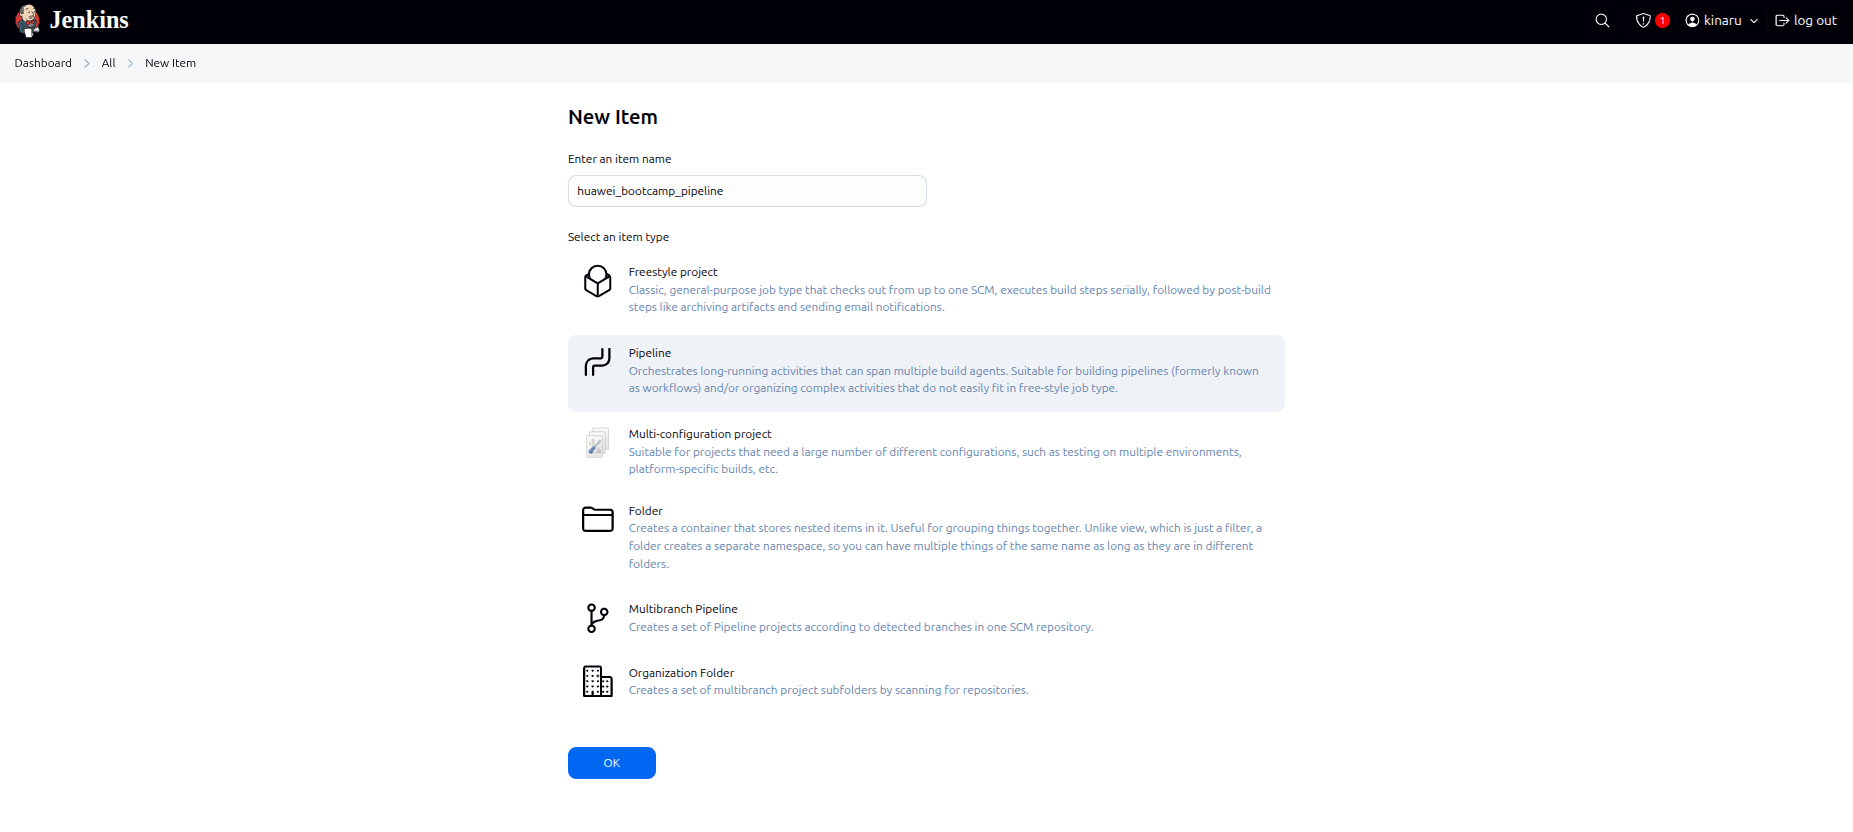 Jenkins
1
kinaru
log out
Dashboard
All
New Item
New Item
Enter an item name
huawei_bootcamp_pipeline
Select an item type
Freestyle project
Classic, general-purpose job type that checks out from up to one SCM, executes build steps serially, followed by post-build
steps like archiving artifacts and sending email notifications.
Pipeline
Orchestrates long-running activities that can span multiple build agents. Suitable for building pipelines (formerly known
as workflows) and/or organizing complex activities that do not easily fit in free-style job type.
Multi-configuration project
Suitable for projects that need a large number of different configurations, such as testing on multiple environments,
platform-specific builds, etc.
Folder
Creates a container that stores nested items in it. Useful for grouping things together. Unlike view, which is just a filter, a
folder creates a separate namespace, so you can have multiple things of the same name as long as they are in different
folders.
Multibranch Pipeline
Creates a set of Pipeline projects according to detected branches in one SCM repository.
Organization Folder
Creates a set of multibranch project subfolders by scanning for repositories.
OK